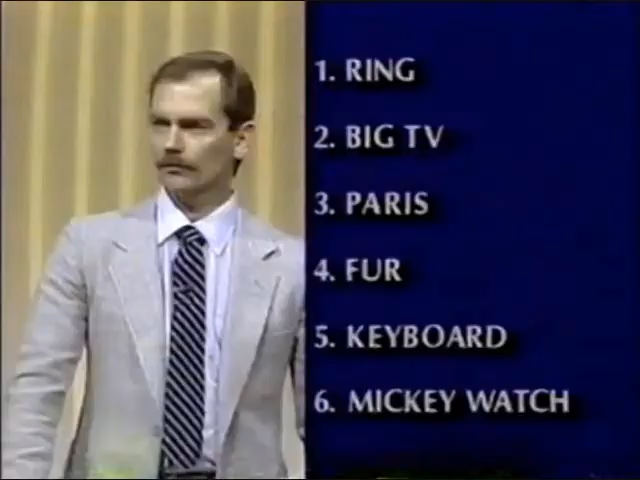 1. RING
2. BIG TV
3. PARIS
4. FUR
5. KEYBOARD
6. MICKEY WATCH